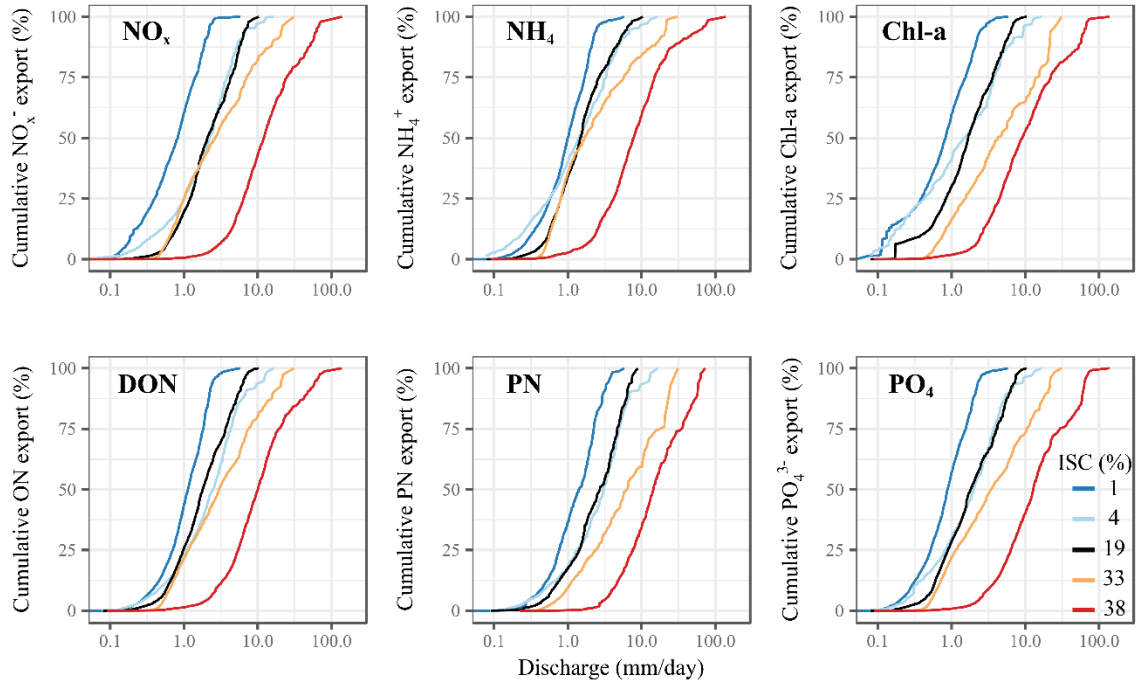 NOx
Cumulative NOx- export (%)
100
75
50
25
0
0.1 1.0 10.0 100.0
NH4
Cumulative NH4+ export (%)
100
75
50
25
0
0.1 1.0 10.0 100.0
Chl-a
Cumulative Chl-a export (%)
100
75
50
25
0
0.1 1.0 10.0 100.0
DON
Cumulative ON export (%)
100
75
50
25
0
0.1 1.0 10.0 100.0
PN
Cumulative PN export (%)
100
75
50
25
0
0.1 1.0 10.0 100.0
PO4
Cumulative PO43- export (%)
100
75
50
25
0
0.1 1.0 10.0 100.0
ISC (%)
1
4
19
33
38
Discharge (mm/day)